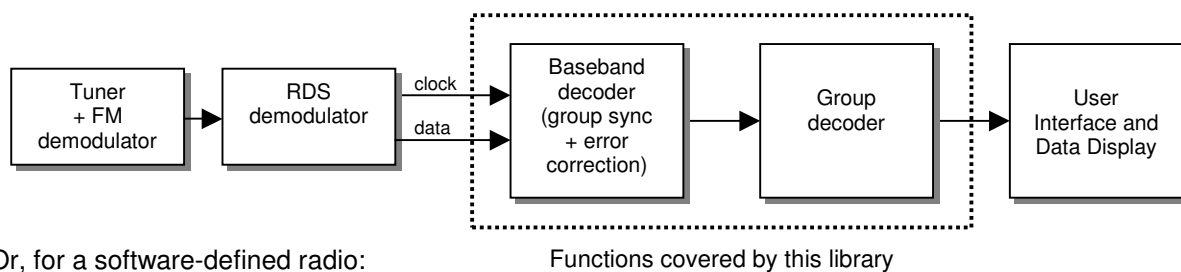 Tuner
+ FM
demodulator
RDS
demodulator
clock
data
Baseband
decoder
(group sync
+ error
correction)
Group
decoder
User
Interface and
Data Display
Or, for a software-defined radio:
Functions covered by this library